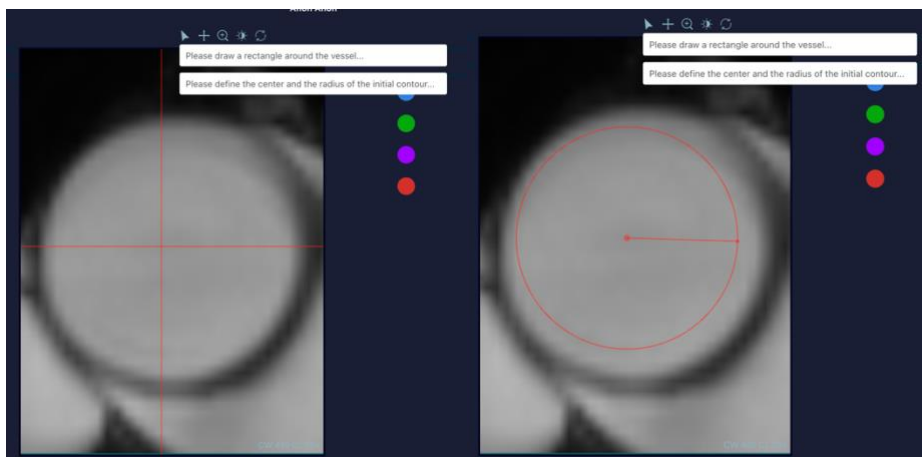 Please draw a rectangle around the vessel...
Please define the center and the radius of the initial contour...
Please draw a rectangle around the vessel...
Please define the center and the radius of the initial contour...